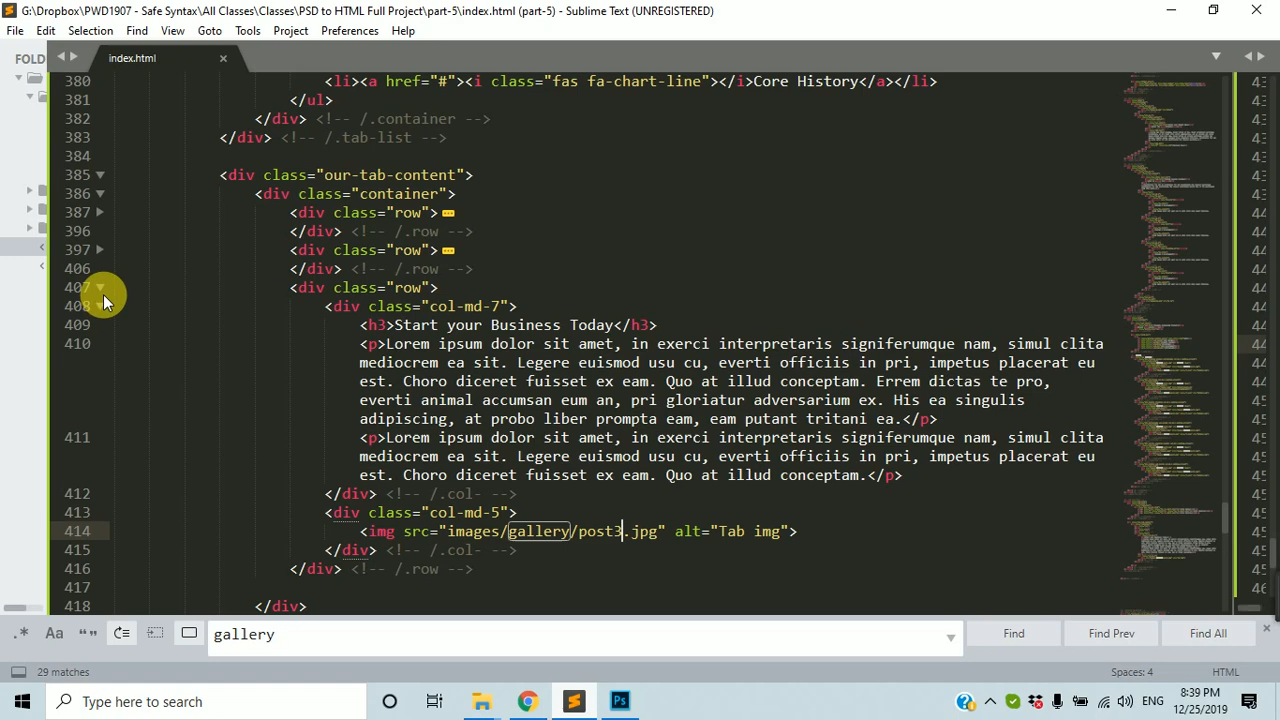 G:\Dropbox\PWD1907 - Safe Syntax\All Classes\Classes\PSD to HTML Full Project\part-5\index.html (part-5) - Sublime Text (UNREGISTERED)
File Edit Selection Find View Goto Tools Project Preferences Help
FOLD
index.html
380 <li><a href="#"><i class="fas fa-chart-line"></i>Core History</a></li>
381 </ul>
382 </div> <!-- /.container -->
383 </div> <!-- /.tab-list -->
384
385 <div class="our-tab-content">
386 <div class="container">
387 <div class="row">
396 </div> <!-- /.row -->
397 <div class="row">
406 </div> <!-- /.row -->
407 <div class="row">
408 <div class="col-md-7">
409 <h3>Start your Business Today</h3>
410 <p>Lorem ipsum dolor sit amet, in exerci interpretaris signiferumque nam, simul clita
mediocrem usu it. Legere euismod usu cu, everti officiis in pri, impetus placerat eu
est. Choro diceret fuisset ex eam. Quo at illud conceptam. Errem dictas te pro,
everti animal accumsan eum an, pri gloriatur adversarium ex. His ea singulis
adipiscing, no probo liber prompta eam, ea putant tritani ea.</p>
411 <p>Lorem ipsum dolor sit amet, in exerci interpretaris signiferumque nam, simul clita
mediocrem usu it. Legere euismod usu cu, everti officiis in pri, impetus placerat eu
est. Choro diceret fuisset ex eam. Quo at illud conceptam.</p>
412 </div> <!-- /.col- -->
413 <div class="col-md-5">
414 <img src="images/gallery/post3.jpg" alt="Tab img">
415 </div> <!-- /.col- -->
416 </div> <!-- /.row -->
417
418 </div>
gallery
Find Find Prev Find All
29 matches
Spaces: 4 HTML
Type here to search
ENG
8:39 PM
12/25/2019